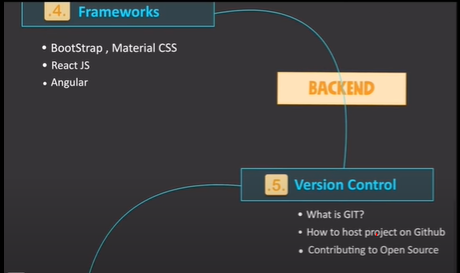 .4. Frameworks
BootStrap , Material CSS
React JS
Angular
BACKEND
.5. Version Control
What is GIT?
How to host project on Github
Contributing to Open Source